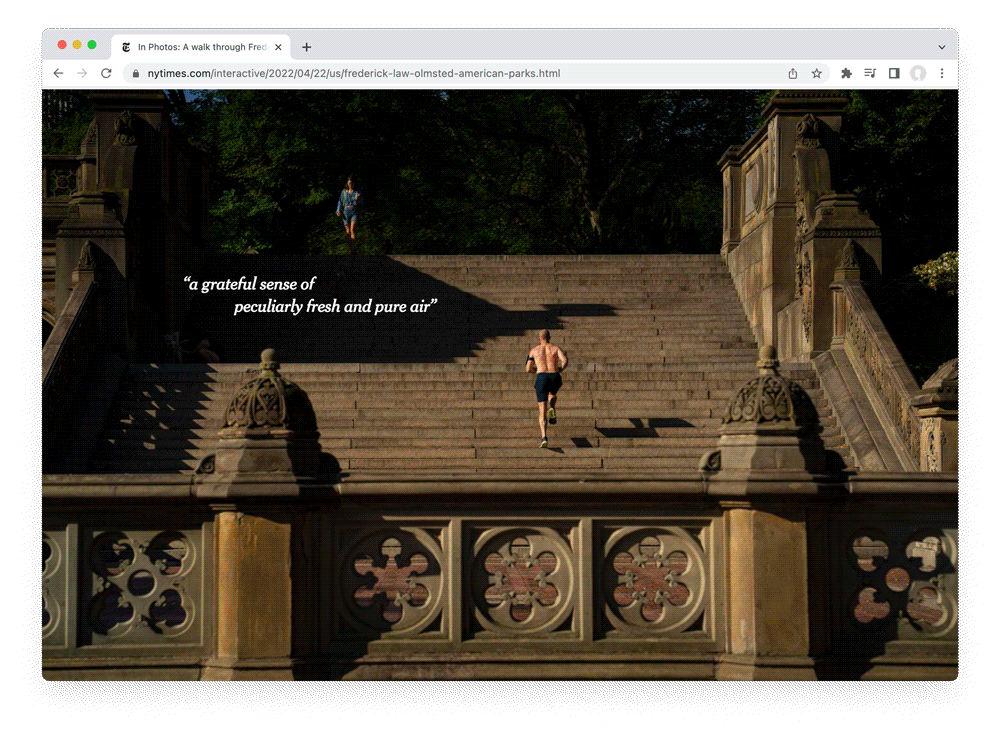 In Photos: A walk through Fred
nytimes.com/interactive/2022/04/22/us/frederick-law-olmsted-american-parks.html
“a grateful sense of
peculiarly fresh and pure air”